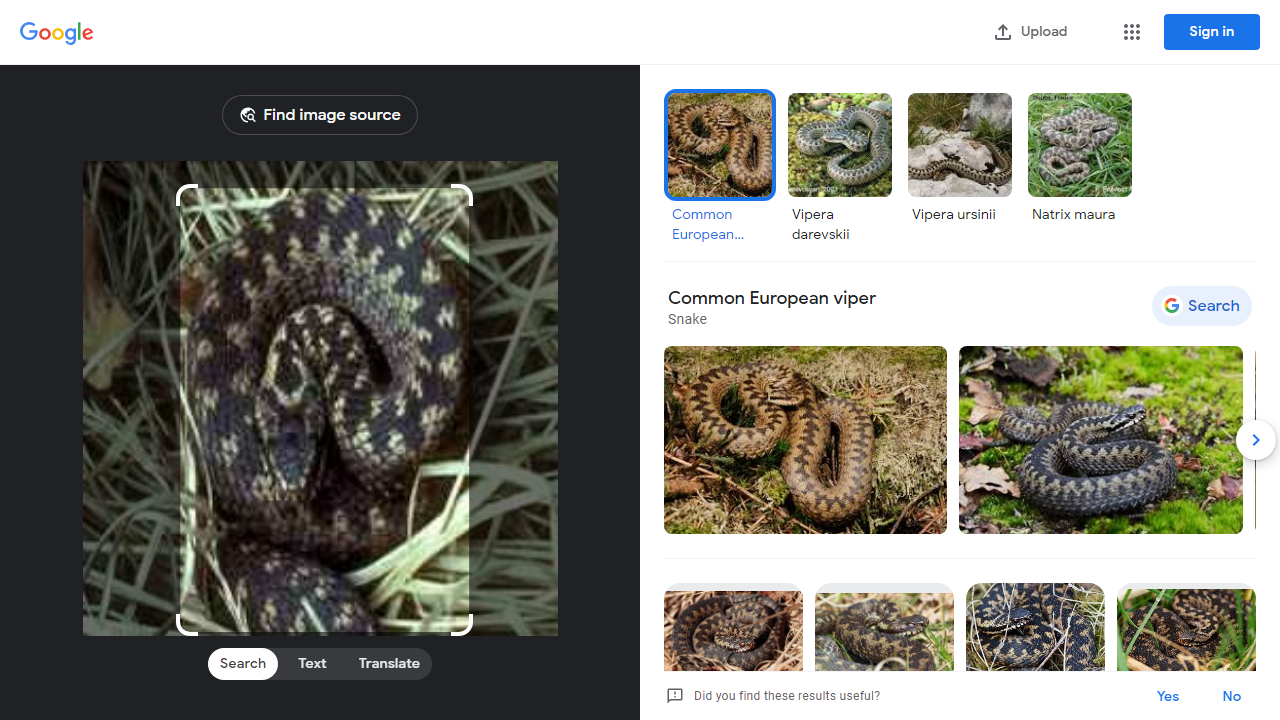 Google
Upload
Sign in
Find image source
Common
European...
Vipera
darevskii
Vipera ursinii
Natrix maura
Common European viper
Snake
Search
Search
Text
Translate
Did you find these results useful?
Yes
No